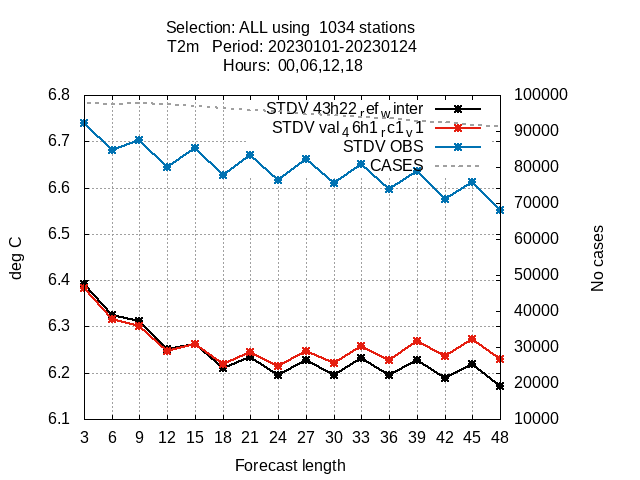 Selection: ALL using  1034 stations
T2m   Period: 20230101-20230124
Hours:  00,06,12,18
STDV 43h22refwinter
STDV val46h1rc1v1
STDV OBS
CASES
6.8
6.7
6.6
6.5
6.4
6.3
6.2
6.1
deg C
100000
90000
80000
70000
60000
50000
40000
30000
20000
10000
No cases
3 6 9 12 15 18 21 24 27 30 33 36 39 42 45 48
Forecast length